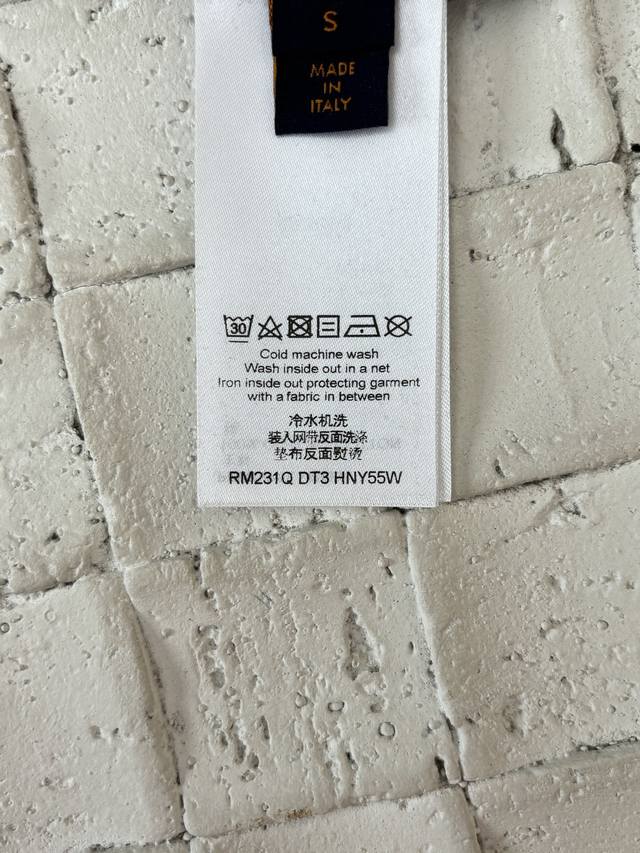 S
MADE
IN
ITALY
30
Cold machine wash
Wash inside out in a net
Iron inside out protecting garment
with a fabric in between
冷水机洗
装入网带反面洗涤
垫布反面熨烫
RM231Q DT3 HNY55W